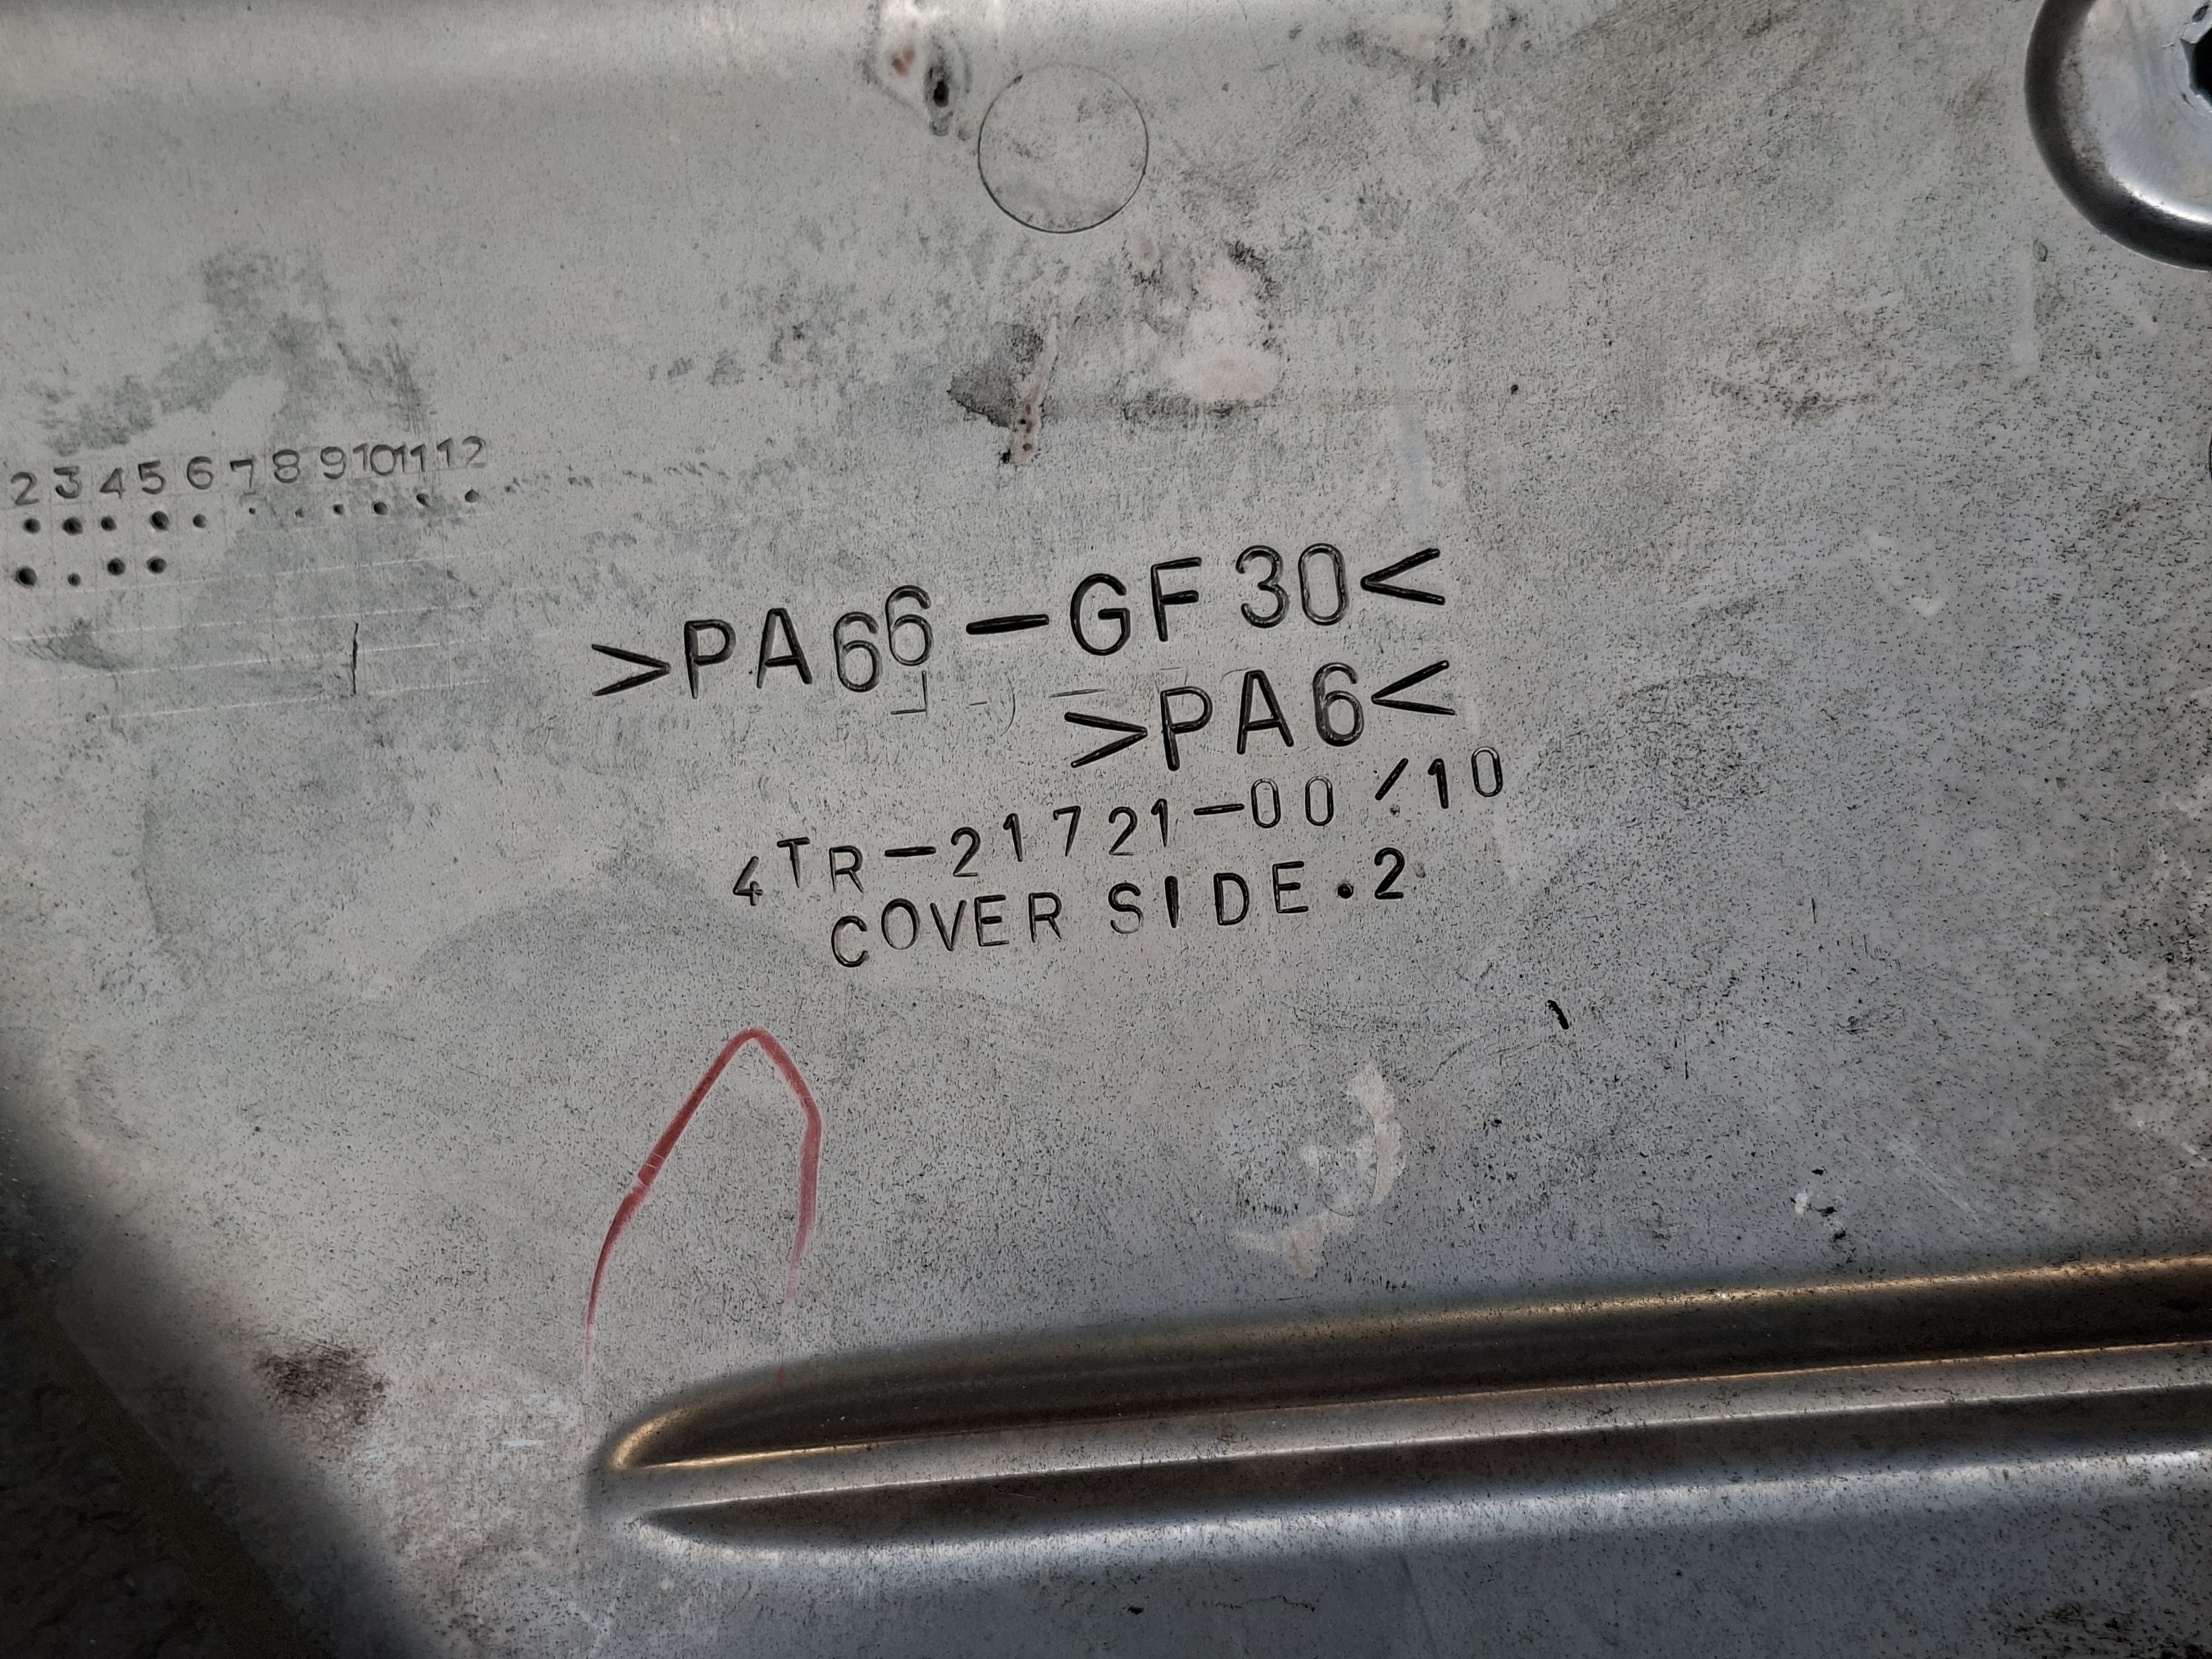 2 3 4 5 6 7 8 9 10 11 12
>PA66-GF30<
>PA6<
4TR-21721-00/10
COVER SIDE.2